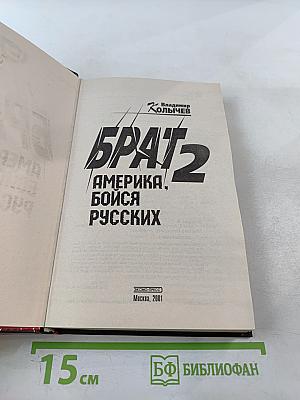 Владимир
Колычев
БРАТ 2
АМЕРИКА,
БОЙСЯ
РУССКИХ
Москва, 2001
15 см
БФ БИБЛИОФАН